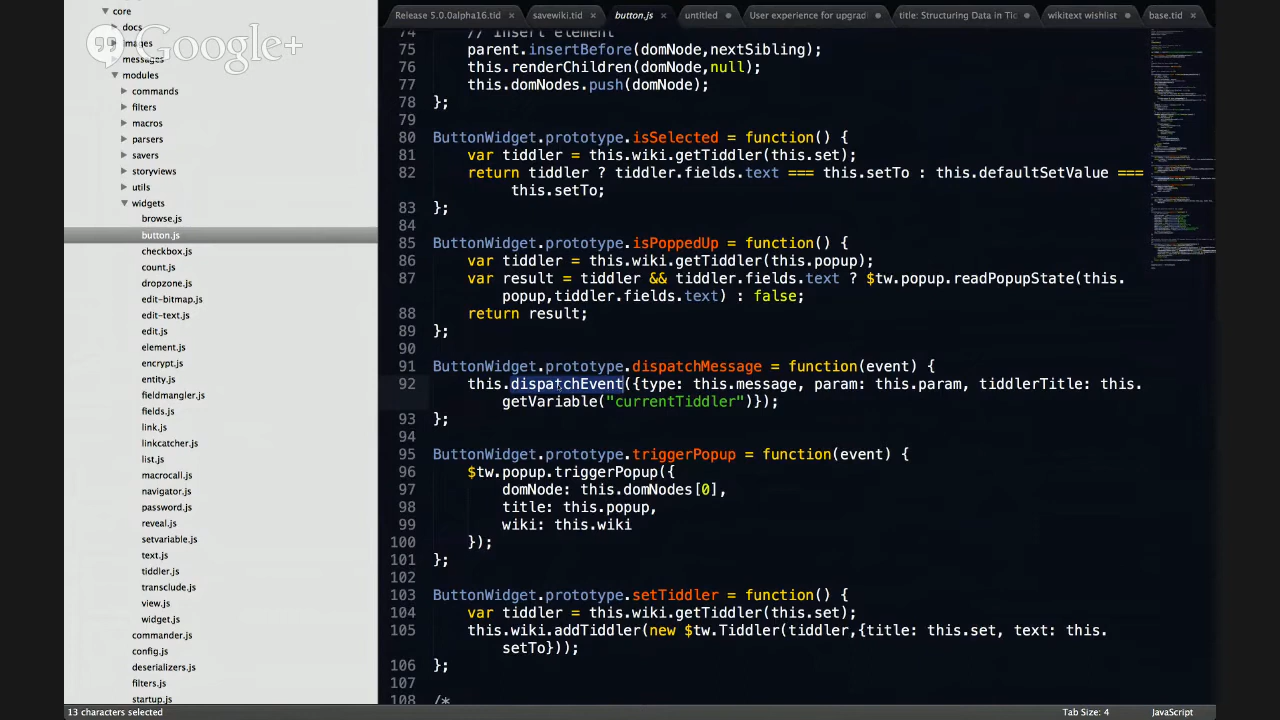 core
docs
images
messages
modules
commands
filters
macros
parsers
savers
storyviews
utils
widgets
browse.js
button.js
checkbox.js
count.js
dropzone.js
edit-bitmap.js
edit-text.js
edit.js
element.js
encrypt.js
entity.js
fieldmangler.js
fields.js
link.js
linkcatcher.js
list.js
macrocall.js
navigator.js
password.js
reveal.js
setvariable.js
text.js
tiddler.js
transclude.js
view.js
widget.js
commander.js
config.js
deserializers.js
filters.js
startup.js
Google+
Release 5.0.0alpha16.tid × savewiki.tid × button.js × untitled User experience for upgrad title: Structuring Data in Tic wikitext wishlist base.tid ×
74 // Insert element
75 parent.insertBefore(domNode,nextSibling);
76 this.renderChildren(domNode,null);
77 this.domNodes.push(domNode);
78 };
79
80 ButtonWidget.prototype.isSelected = function() {
81 var tiddler = this.wiki.getTiddler(this.set);
82 return tiddler ? tiddler.fields.text === this.setTo : this.defaultSetValue ===
this.setTo;
83 };
84
85 ButtonWidget.prototype.isPoppedUp = function() {
86 var tiddler = this.wiki.getTiddler(this.popup);
87 var result = tiddler && tiddler.fields.text ? $tw.popup.readPopupState(this.
popup,tiddler.fields.text) : false;
88 return result;
89 };
90
91 ButtonWidget.prototype.dispatchMessage = function(event) {
92 this.dispatchEvent({type: this.message, param: this.param, tiddlerTitle: this.
getVariable("currentTiddler")});
93 };
94
95 ButtonWidget.prototype.triggerPopup = function(event) {
96 $tw.popup.triggerPopup({
97 domNode: this.domNodes[0],
98 title: this.popup,
99 wiki: this.wiki
100 });
101 };
102
103 ButtonWidget.prototype.setTiddler = function() {
104 var tiddler = this.wiki.getTiddler(this.set);
105 this.wiki.addTiddler(new $tw.Tiddler(tiddler,{title: this.set, text: this.
setTo}));
106 };
107
108 /*
13 characters selected
Tab Size: 4 JavaScript